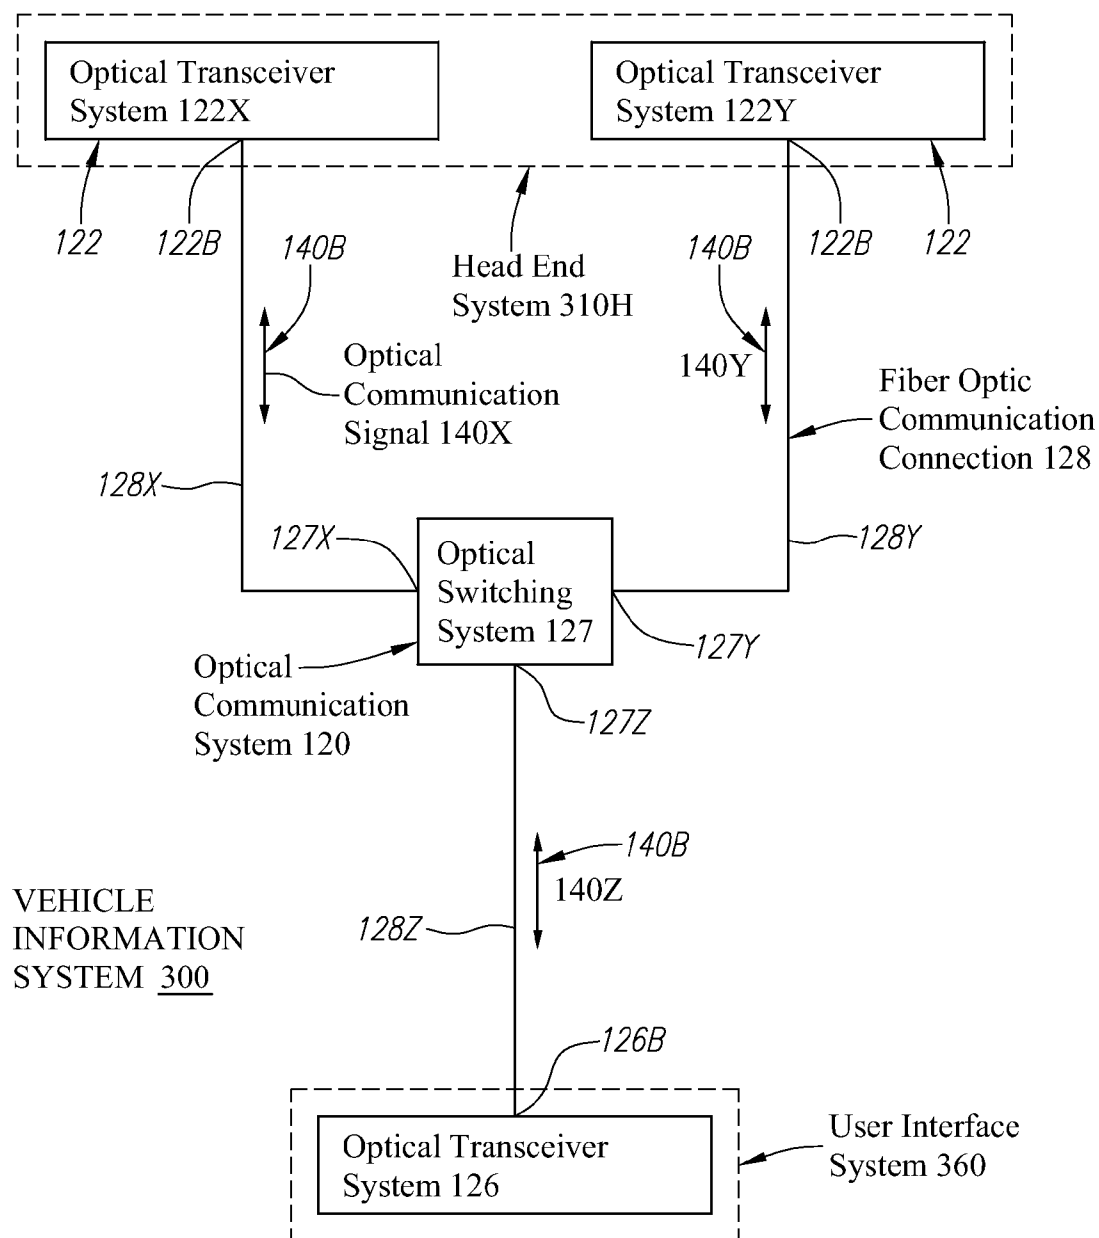 Optical Transceiver
System 122X
Optical Transceiver
System 122Y
122
122B
140B
Head End
System 310H
140B
122B
122
Optical
Communication
Signal 140X
140Y
Fiber Optic
Communication
Connection 128
128X
127X
Optical
Switching
System 127
128Y
127Y
Optical
Communication
System 120
127Z
140B
140Z
VEHICLE
INFORMATION
SYSTEM 300
128Z
126B
Optical Transceiver
System 126
User Interface
System 360